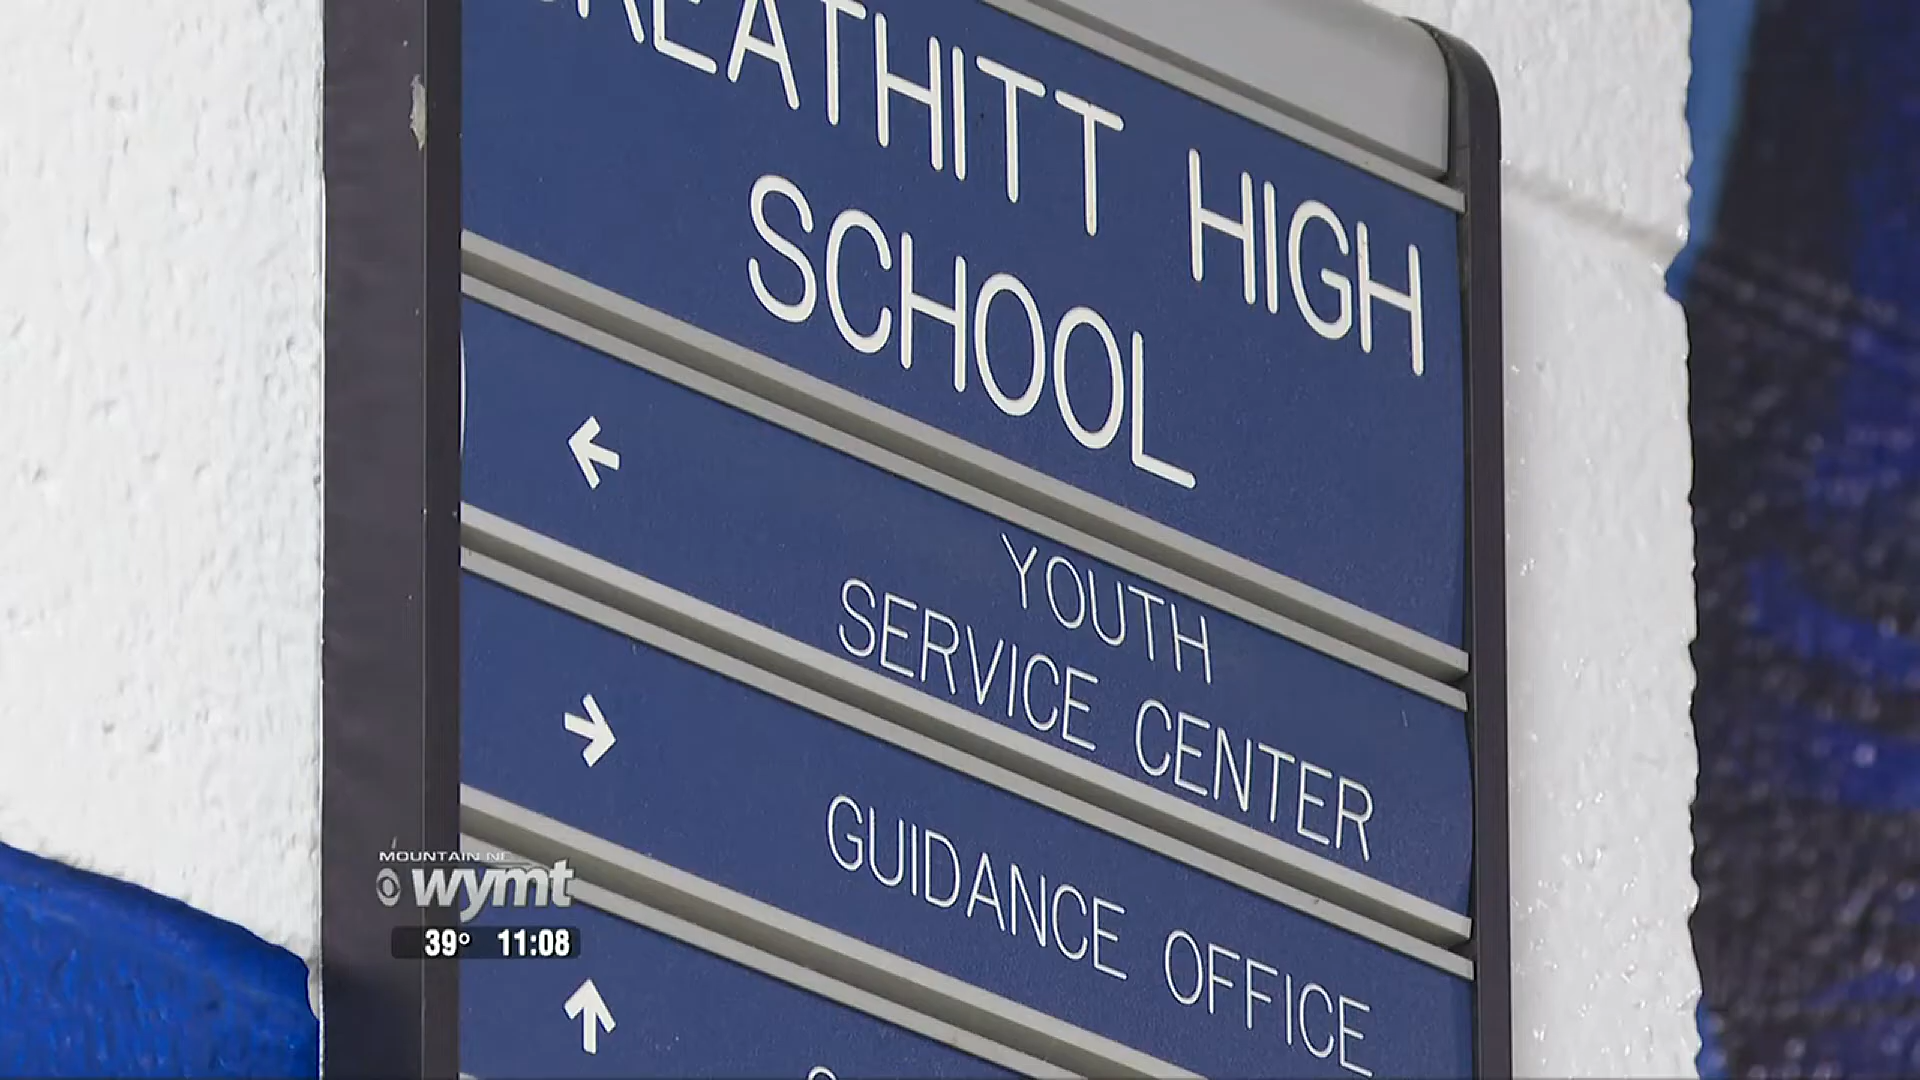 REATHITT HIGH
SCHOOL
YOUTH
SERVICE CENTER
GUIDANCE OFFICE
MOUNTAIN
wymt
39° 11:08